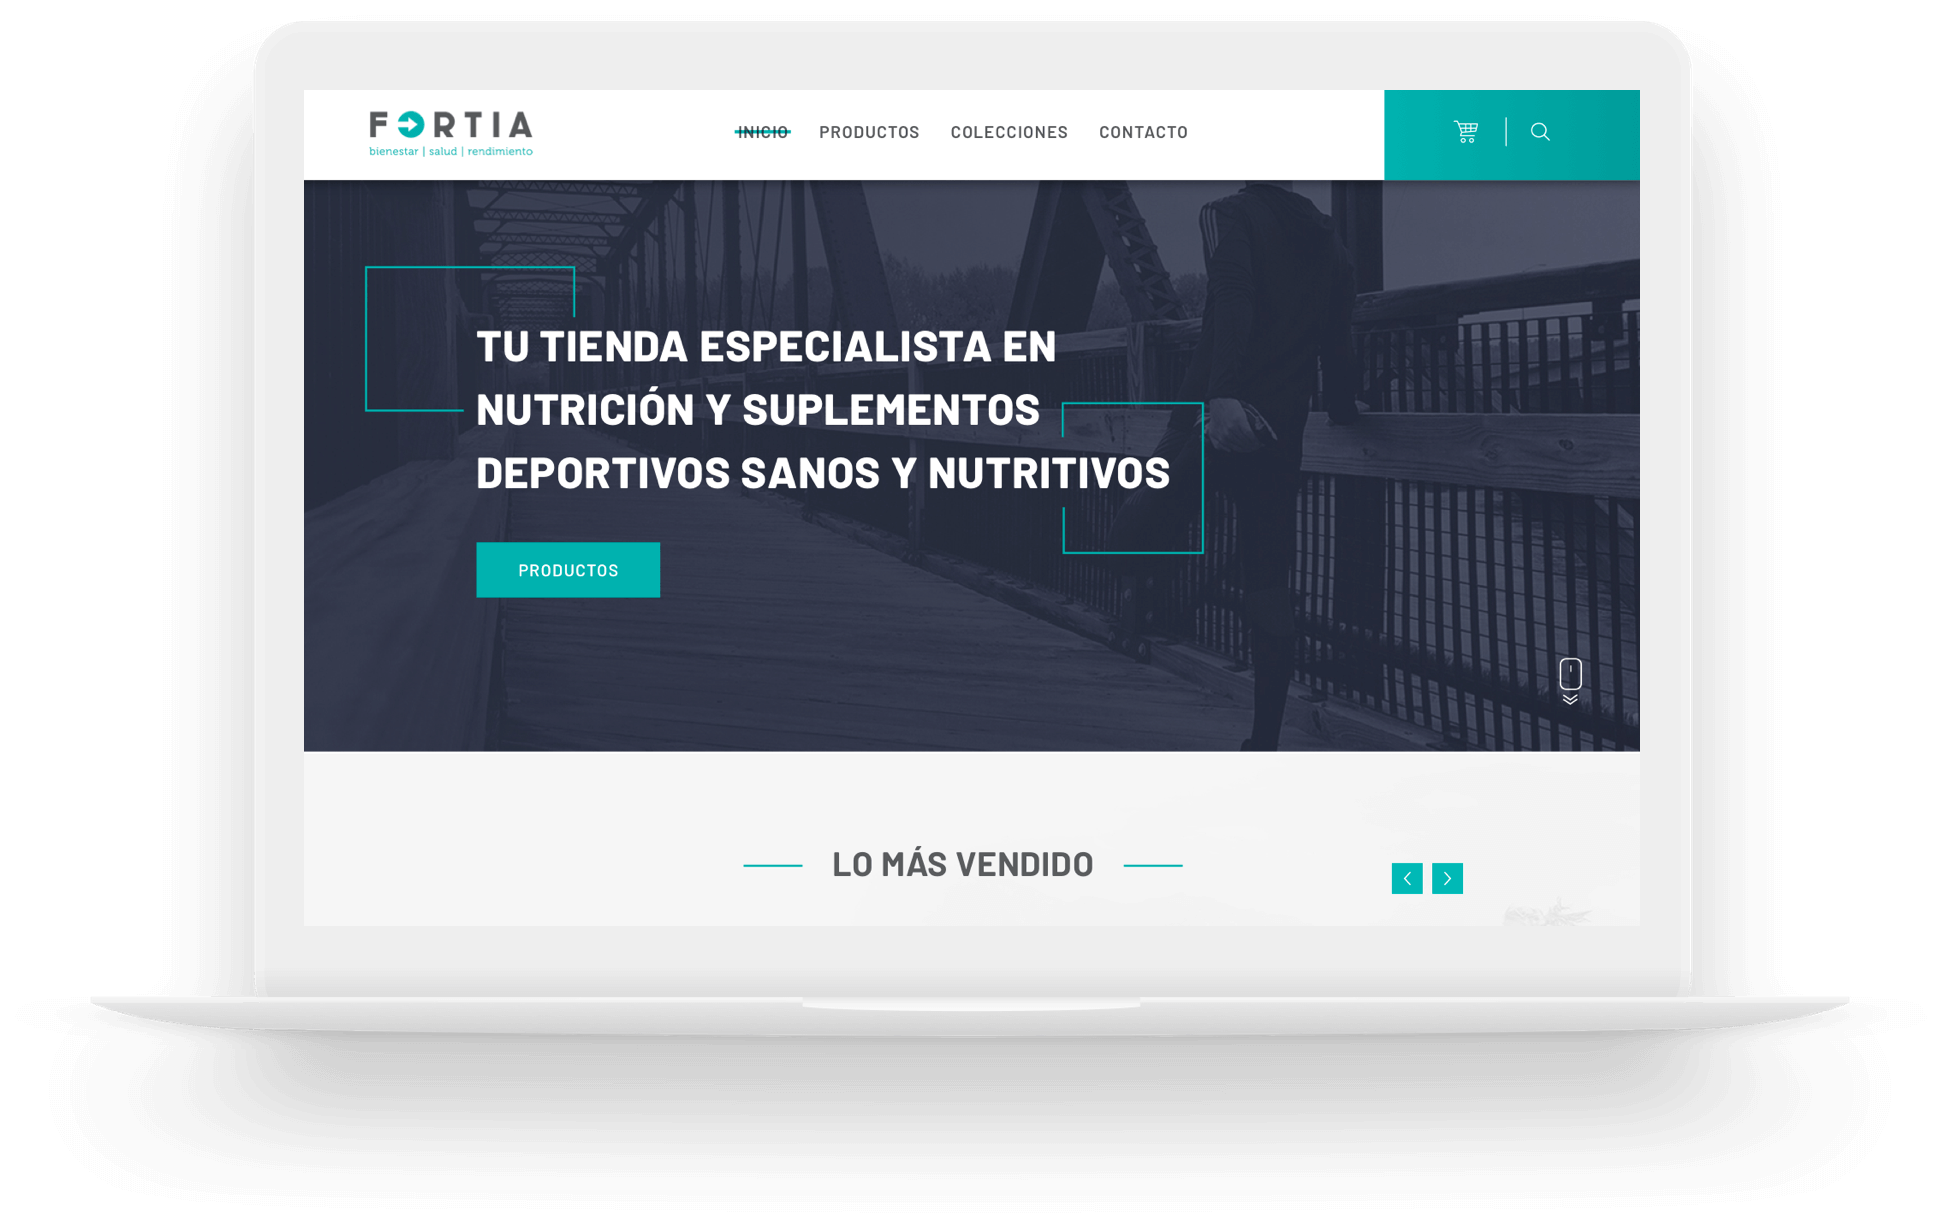 FORTIA
bienestar | salud | rendimiento
INICIO PRODUCTOS COLECCIONES CONTACTO
TU TIENDA ESPECIALISTA EN
NUTRICIÓN Y SUPLEMENTOS
DEPORTIVOS SANOS Y NUTRITIVOS
PRODUCTOS
LO MÁS VENDIDO